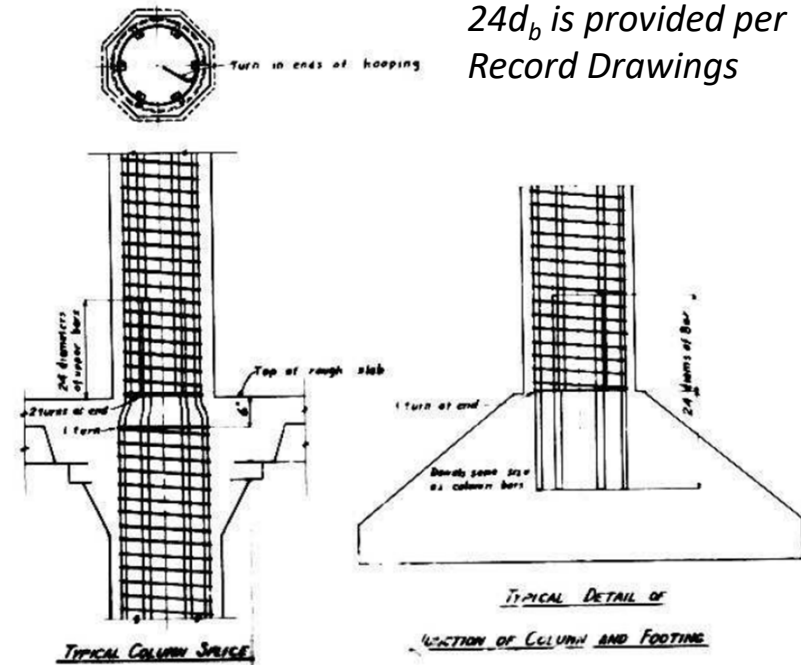 24d_b is provided per
Record Drawings
Turn in ends of hooping
24 diameters
of upper bars
Top of rough slab
2 turns at end
1 turn
6"
TYPICAL COLUMN SPLICE
1 turn at end
24 diams of Bar
Dowels same size
as column bars
TYPICAL DETAIL OF
JUNCTION OF COLUMN AND FOOTING